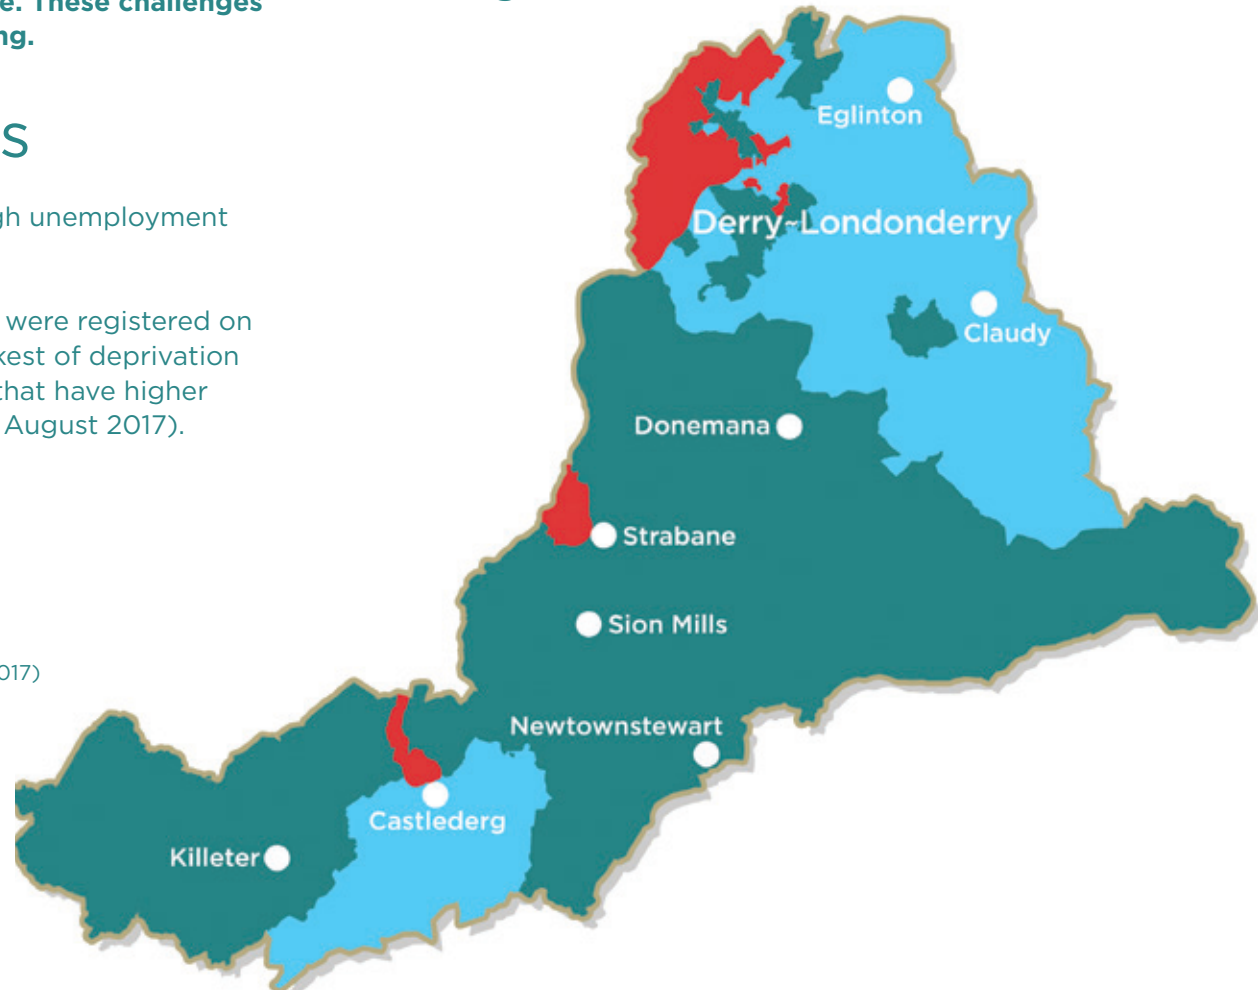 e. These challenges
ng.
S
gh unemployment
were registered on
kest of deprivation
that have higher
August 2017).
017)
Eglinton
Derry~Londonderry
Claudy
Donemana
Strabane
Sion Mills
Newtownstewart
Castlederg
Killeter